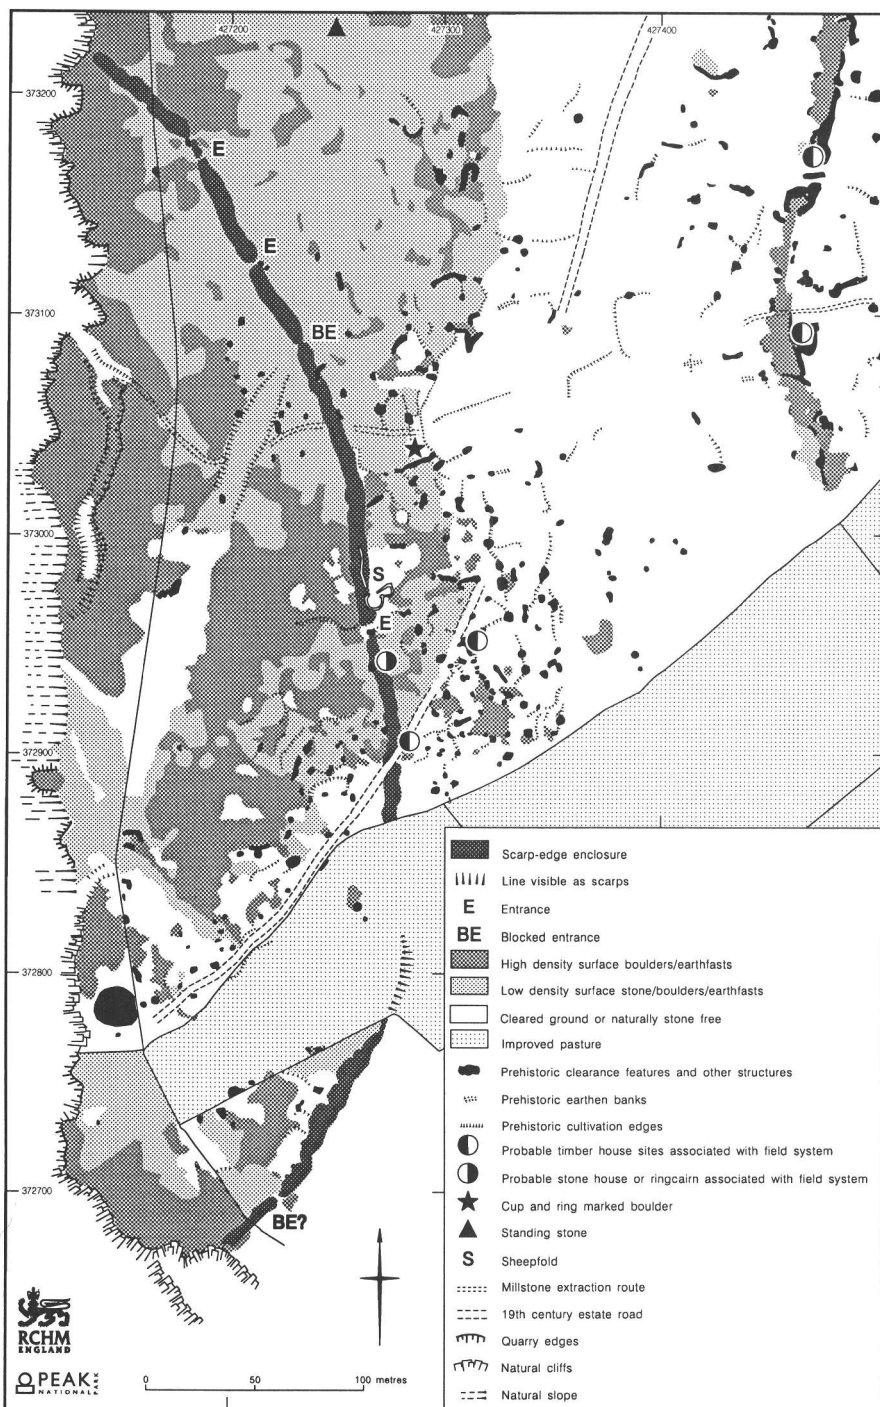 427200
427300
427400
373200
E
E
373100
BE
373000
S
E
372900
372800
372700
BE?
Scarp-edge enclosure
Line visible as scarps
E Entrance
BE Blocked entrance
High density surface boulders/earthfasts
Low density surface stone/boulders/earthfasts
Cleared ground or naturally stone free
Improved pasture
Prehistoric clearance features and other structures
Prehistoric earthen banks
Prehistoric cultivation edges
Probable timber house sites associated with field system
Probable stone house or ringcairn associated with field system
Cup and ring marked boulder
Standing stone
S Sheepfold
Millstone extraction route
19th century estate road
Quarry edges
Natural cliffs
Natural slope
RCHM
ENGLAND
PEAK
NATIONAL PARK
0 50 100 metres